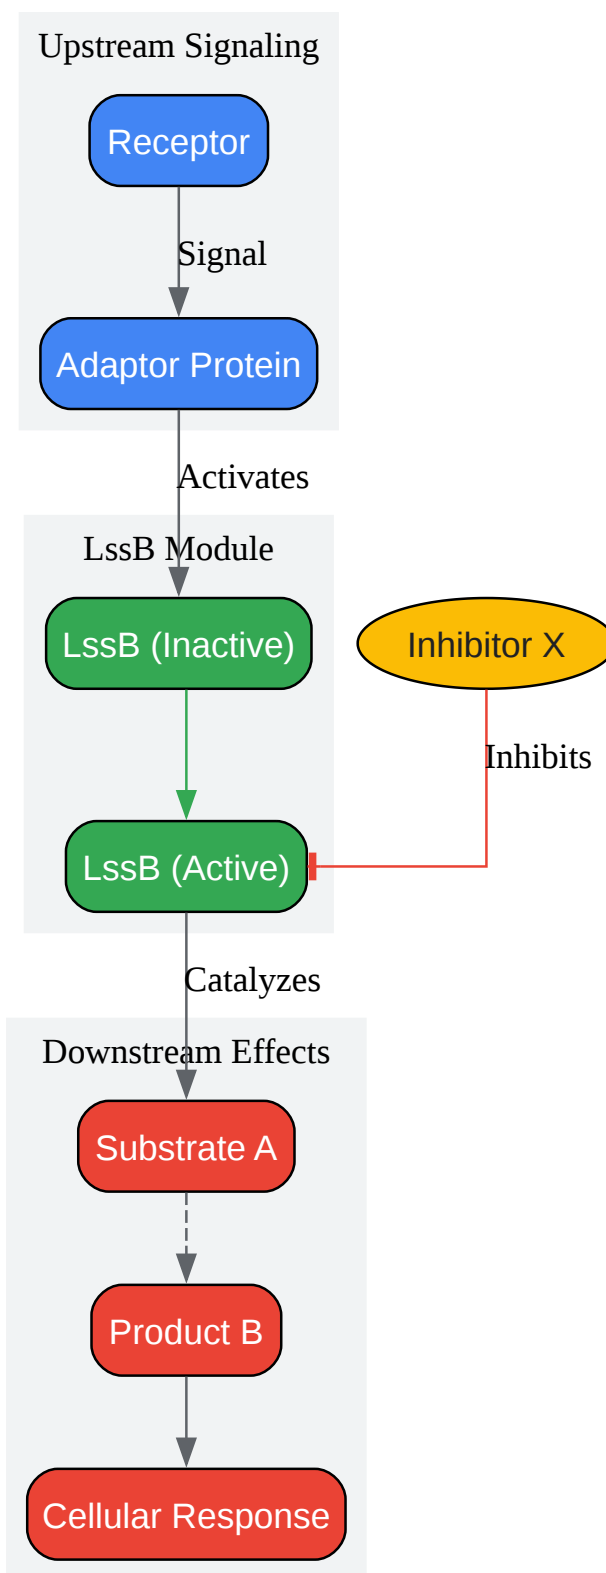 Upstream Signaling
Receptor
Signal
Adaptor Protein
Activates
LssB Module
LssB (Inactive)
Inhibitor X
Inhibits
LssB (Active)
Catalyzes
Downstream Effects
Substrate A
Product B
Cellular Response